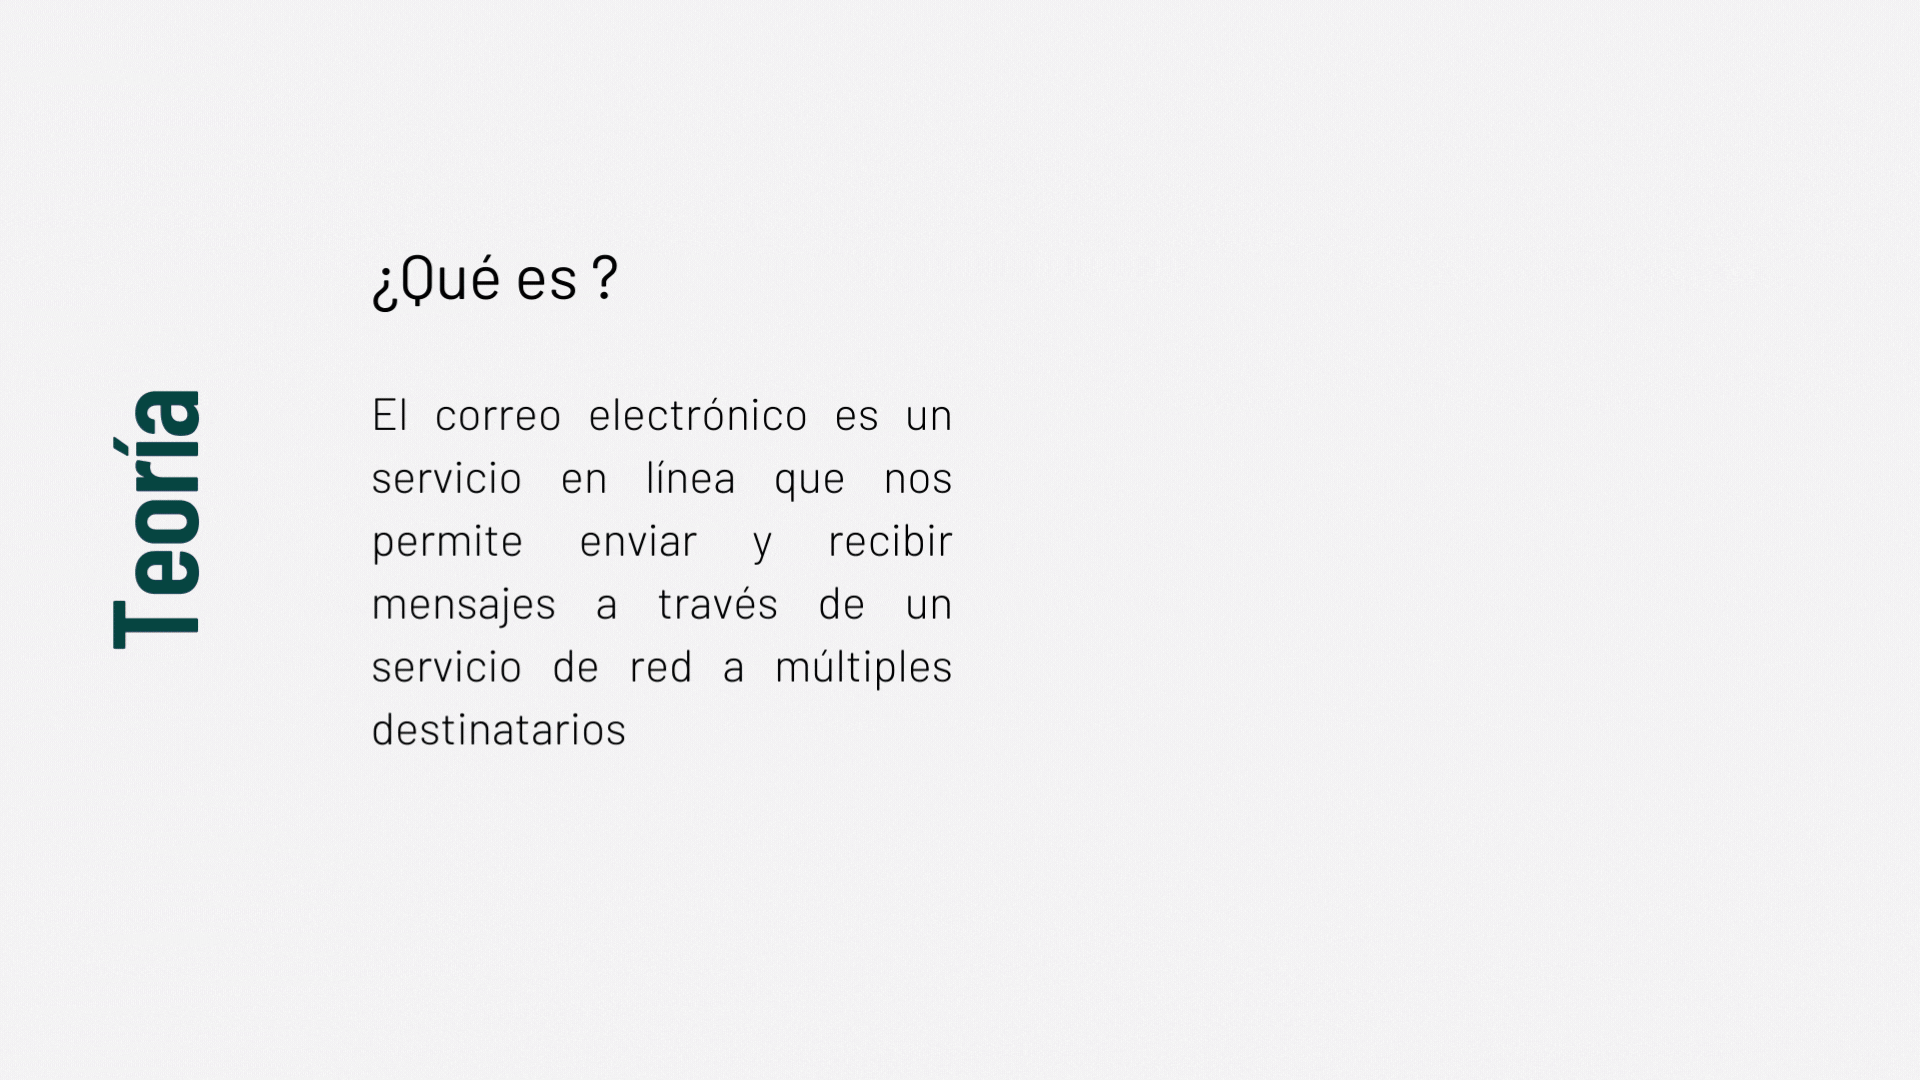 Teoría
¿Qué es ?
El correo electrónico es un
servicio en línea que nos
permite enviar y recibir
mensajes a través de un
servicio de red a múltiples
destinatarios